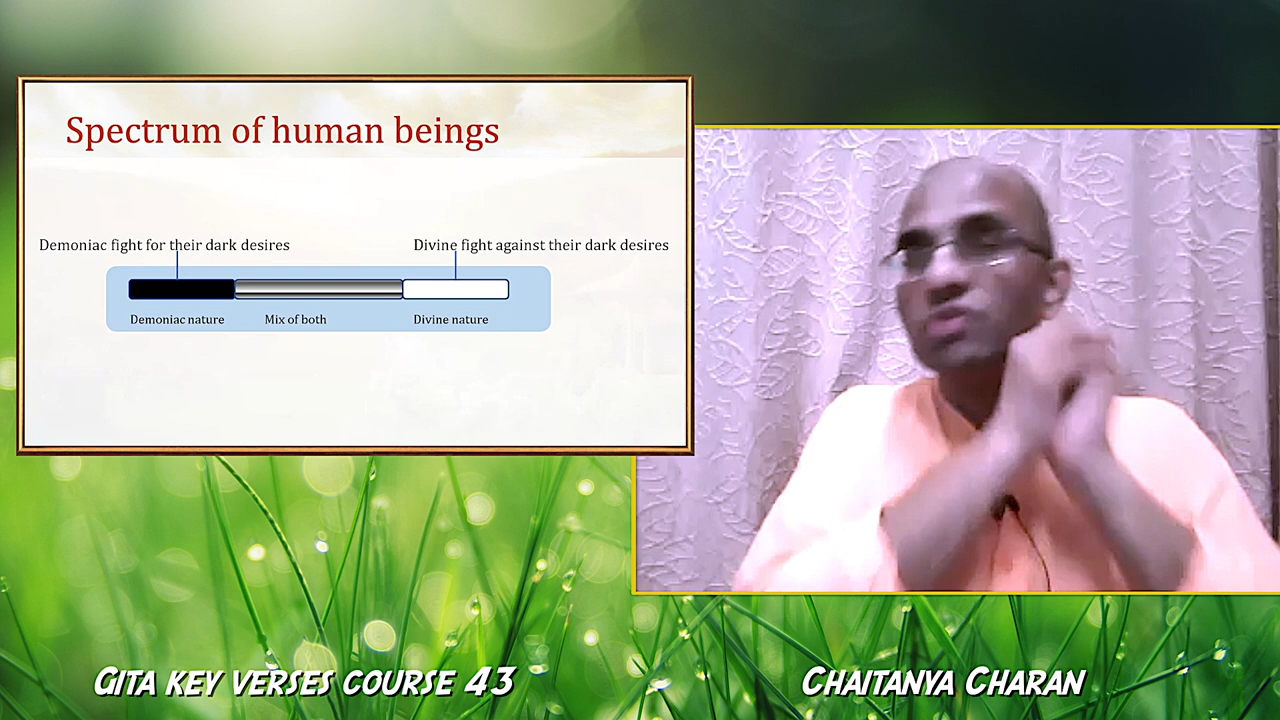 Spectrum of human beings
Demoniac fight for their dark desires
Divine fight against their dark desires
Demoniac nature
Mix of both
Divine nature
GITA KEY VERSES COURSE 43
CHAITANYA CHARAN